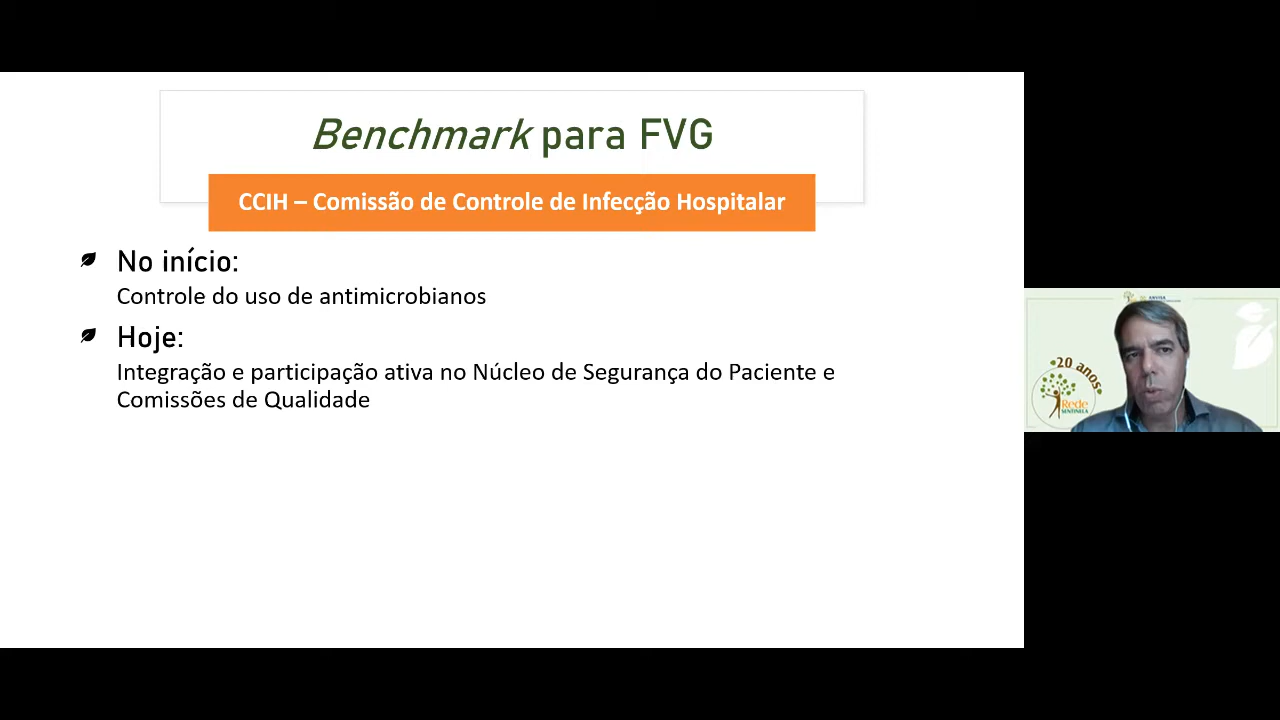 Benchmark para FVG
CCIH – Comissão de Controle de Infecção Hospitalar
No início:
Controle do uso de antimicrobianos
Hoje:
Integração e participação ativa no Núcleo de Segurança do Paciente e
Comissões de Qualidade
ANVISA
20 anos
Rede
SENTINELA